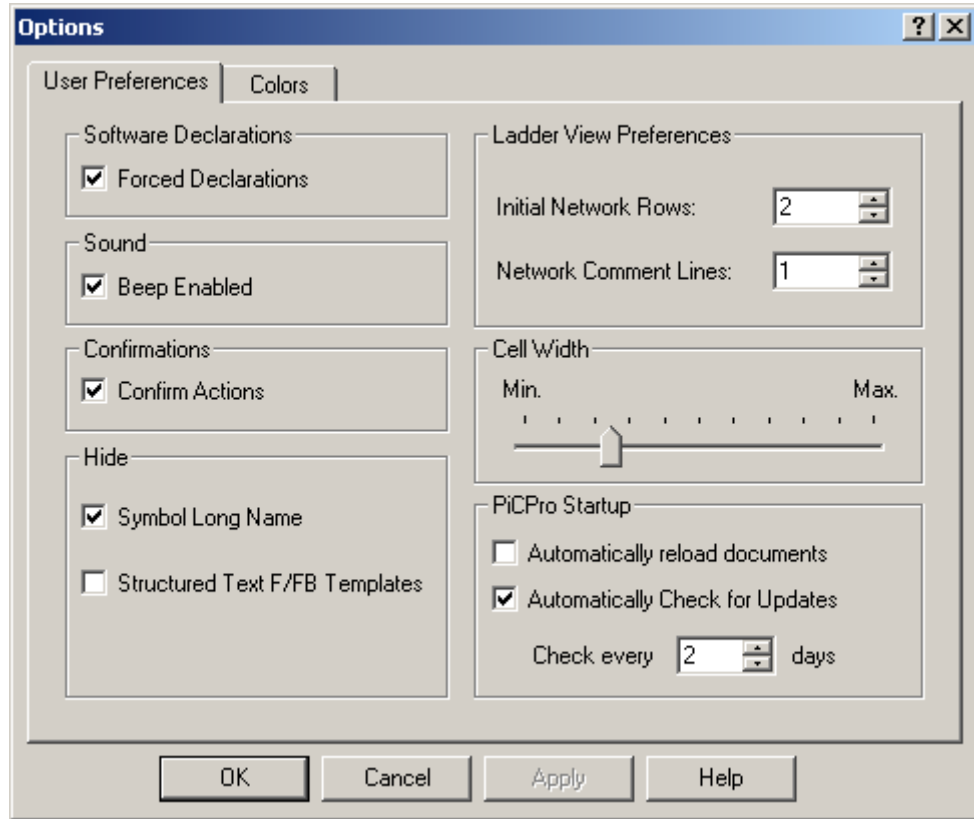 Options
User Preferences
Colors
Software Declarations
Forced Declarations
Sound
Beep Enabled
Confirmations
Confirm Actions
Hide
Symbol Long Name
Structured Text F/FB Templates
Ladder View Preferences
Initial Network Rows: 2
Network Comment Lines: 1
Cell Width
Min. Max.
PiCPro Startup
Automatically reload documents
Automatically Check for Updates
Check every 2 days
OK Cancel Apply Help